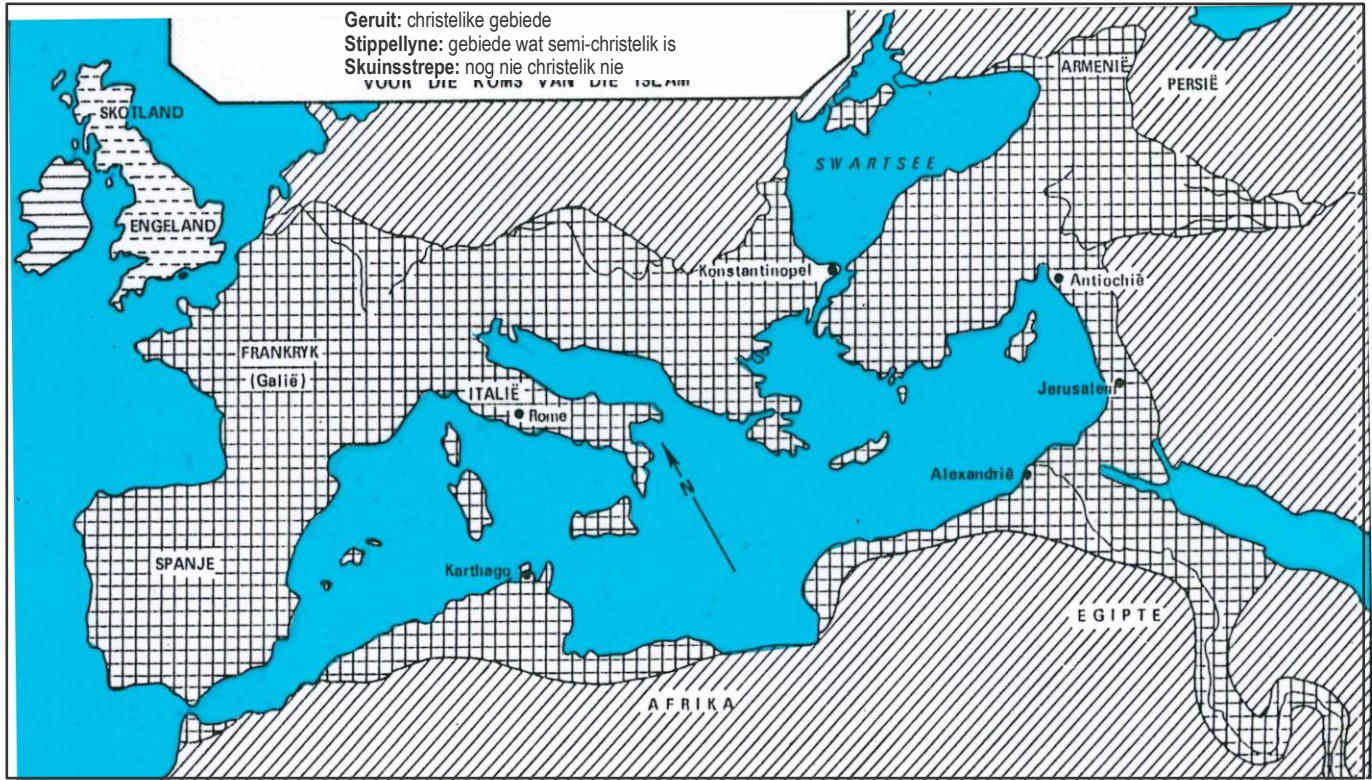 Geruit: christelike gebiede
Stippellyne: gebiede wat semi-christelik is
Skuinsstrepe: nog nie christelik nie
VOOR DIE KOMS VAN DIE ISLAM
ARMENIË
PERSIË
SKOTLAND
SWARTSEE
ENGELAND
Konstantinopel
Antiochië
FRANKRYK
(Galië)
ITALIË
Jerusalem
Rome
Alexandrië
N
SPANJE
Karthago
EGIPTE
AFRIKA